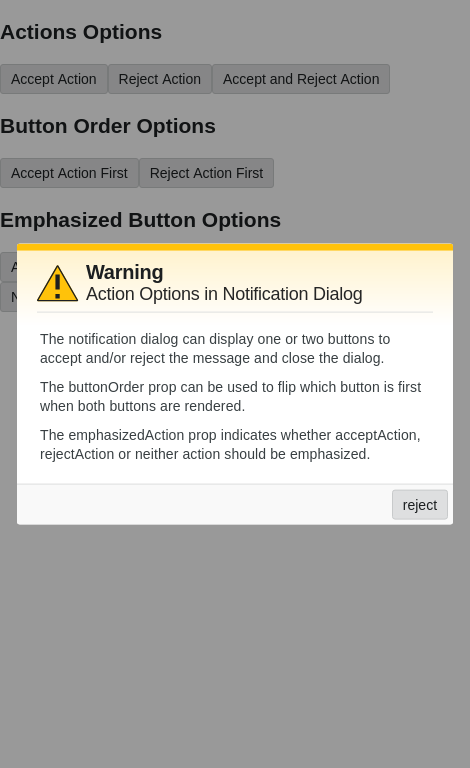 Actions Options
Accept Action Reject Action Accept and Reject Action
Button Order Options
Accept Action First Reject Action First
Emphasized Button Options
Warning
Action Options in Notification Dialog
The notification dialog can display one or two buttons to
accept and/or reject the message and close the dialog.
The buttonOrder prop can be used to flip which button is first
when both buttons are rendered.
The emphasizedAction prop indicates whether acceptAction,
rejectAction or neither action should be emphasized.
reject